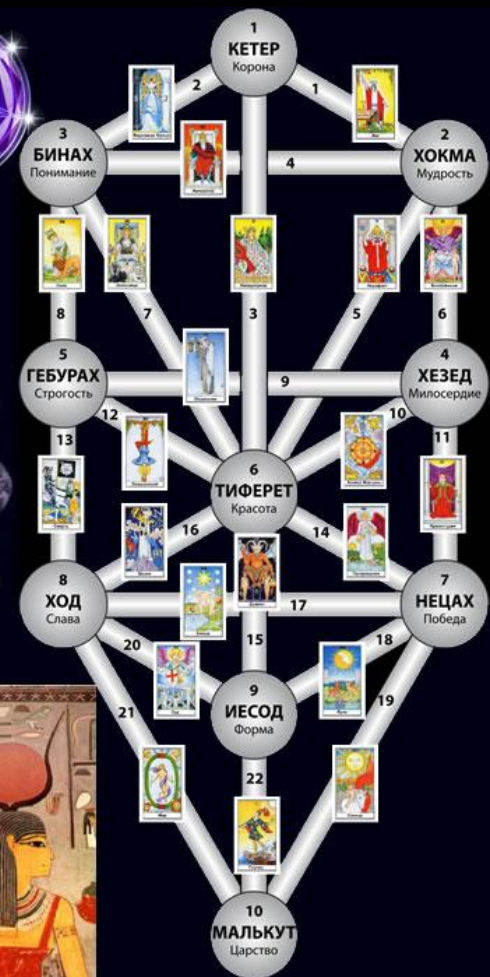 1
КЕТЕР
Корона
2
1
3
БИНАХ
Понимание
4
2
ХОКМА
Мудрость
8
7
3
5
6
5
ГЕБУРАХ
Строгость
9
4
ХЕЗЕД
Милосердие
12
10
13
11
6
ТИФЕРЕТ
Красота
16
14
8
ХОД
Слава
17
7
НЕЦАХ
Победа
20
15
18
21
19
9
ИЕСОД
Форма
22
10
МАЛЬКУТ
Царство